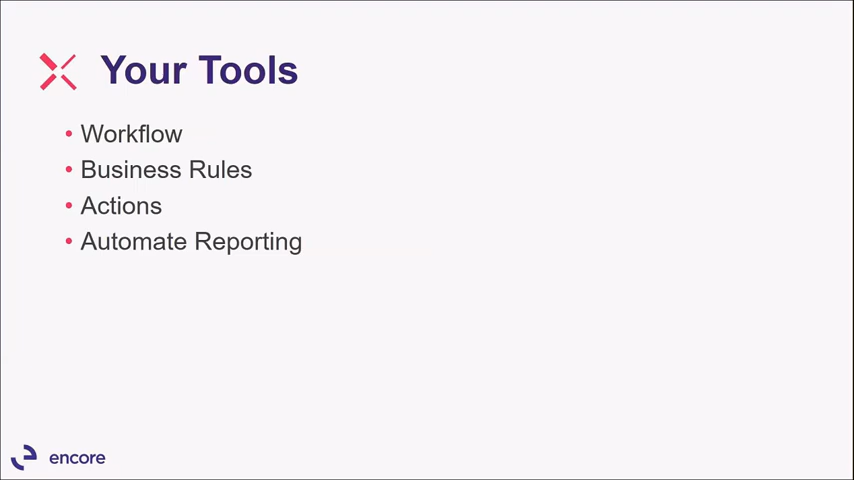 Your Tools
• Workflow
• Business Rules
• Actions
• Automate Reporting
encore